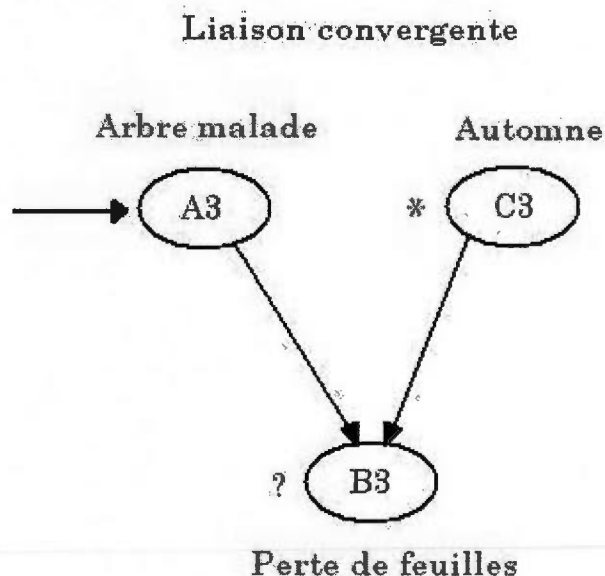 Liaison convergente
Arbre malade
Automne
A3
* C3
? B3
Perte de feuilles